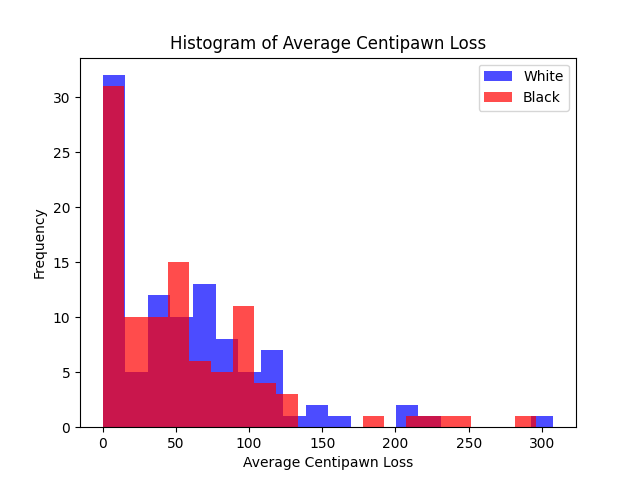 Histogram of Average Centipawn Loss
White
Black
30
25
20
15
10
5
0
Frequency
0 50 100 150 200 250 300
Average Centipawn Loss